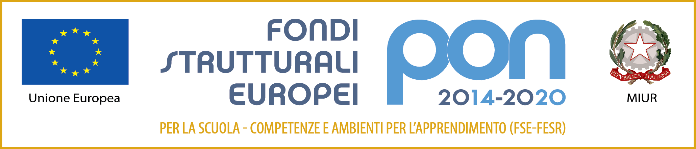 Unione Europea
FONDI
STRUTTURALI
EUROPEI
pon
2014-2020
MIUR
PER LA SCUOLA - COMPETENZE E AMBIENTI PER L'APPRENDIMENTO (FSE-FESR)